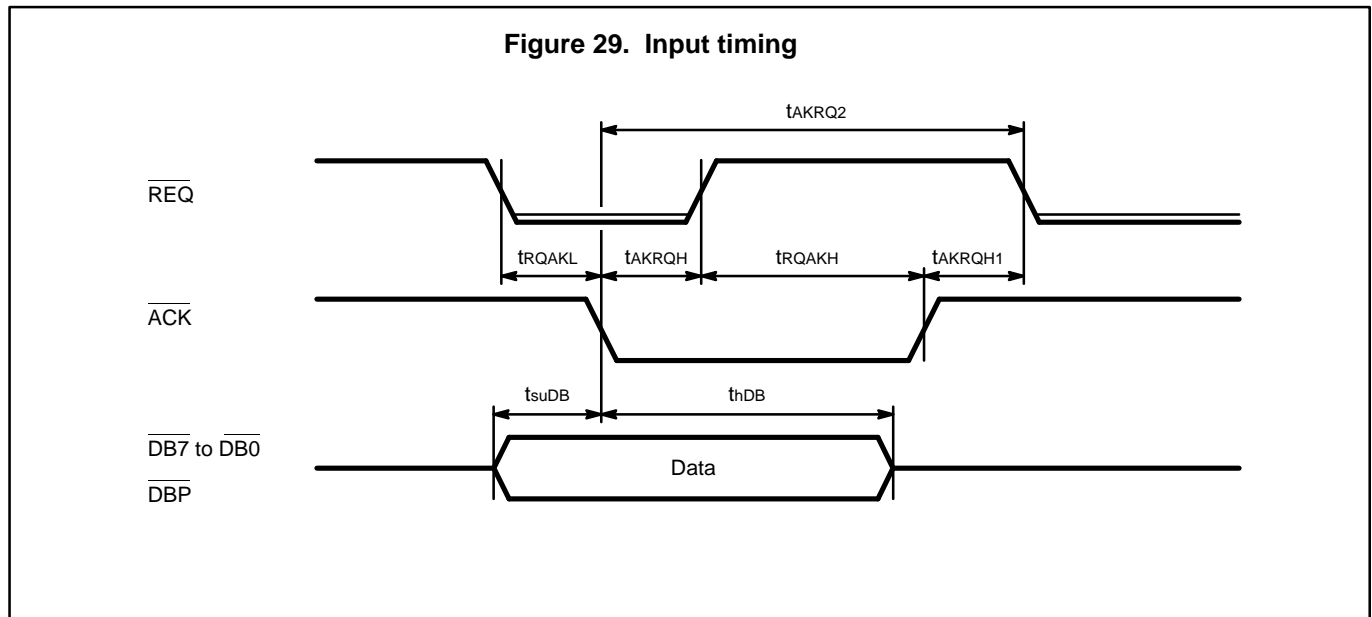 Figure 29. Input timing
tAKRQ2
REQ
tRQAKL tAKRQH tRQAKH tAKRQH1
ACK
tsuDB thDB
DB7 to DB0
Data
DBP